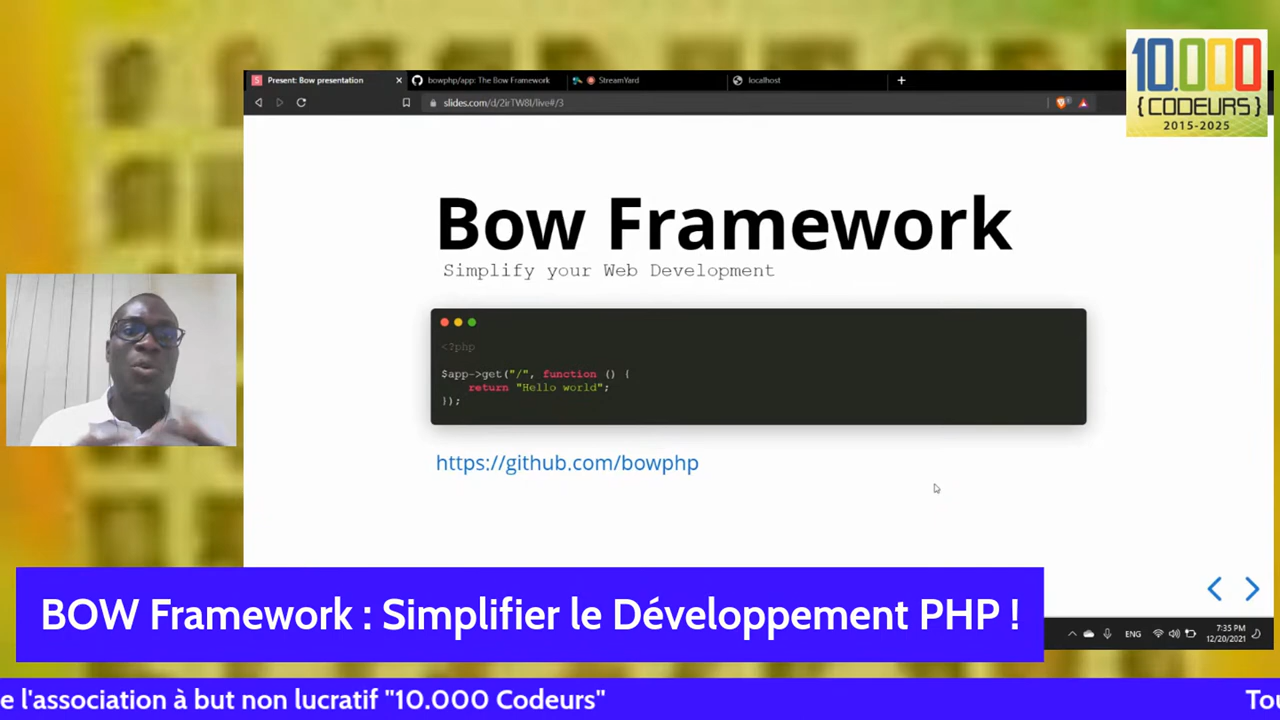 Present: Bow presentation
bowphp/app: The Bow Framework
StreamYard
localhost
slides.com/d/2irTW8I/live#/3
10.000
{CODEURS}
2015-2025
Bow Framework
Simplify your Web Development
<?php
$app->get("/", function () {
return "Hello world";
});
https://github.com/bowphp
BOW Framework : Simplifier le Développement PHP !
ENG
7:35 PM
12/20/2021
e l'association à but non lucratif "10.000 Codeurs"
Tou